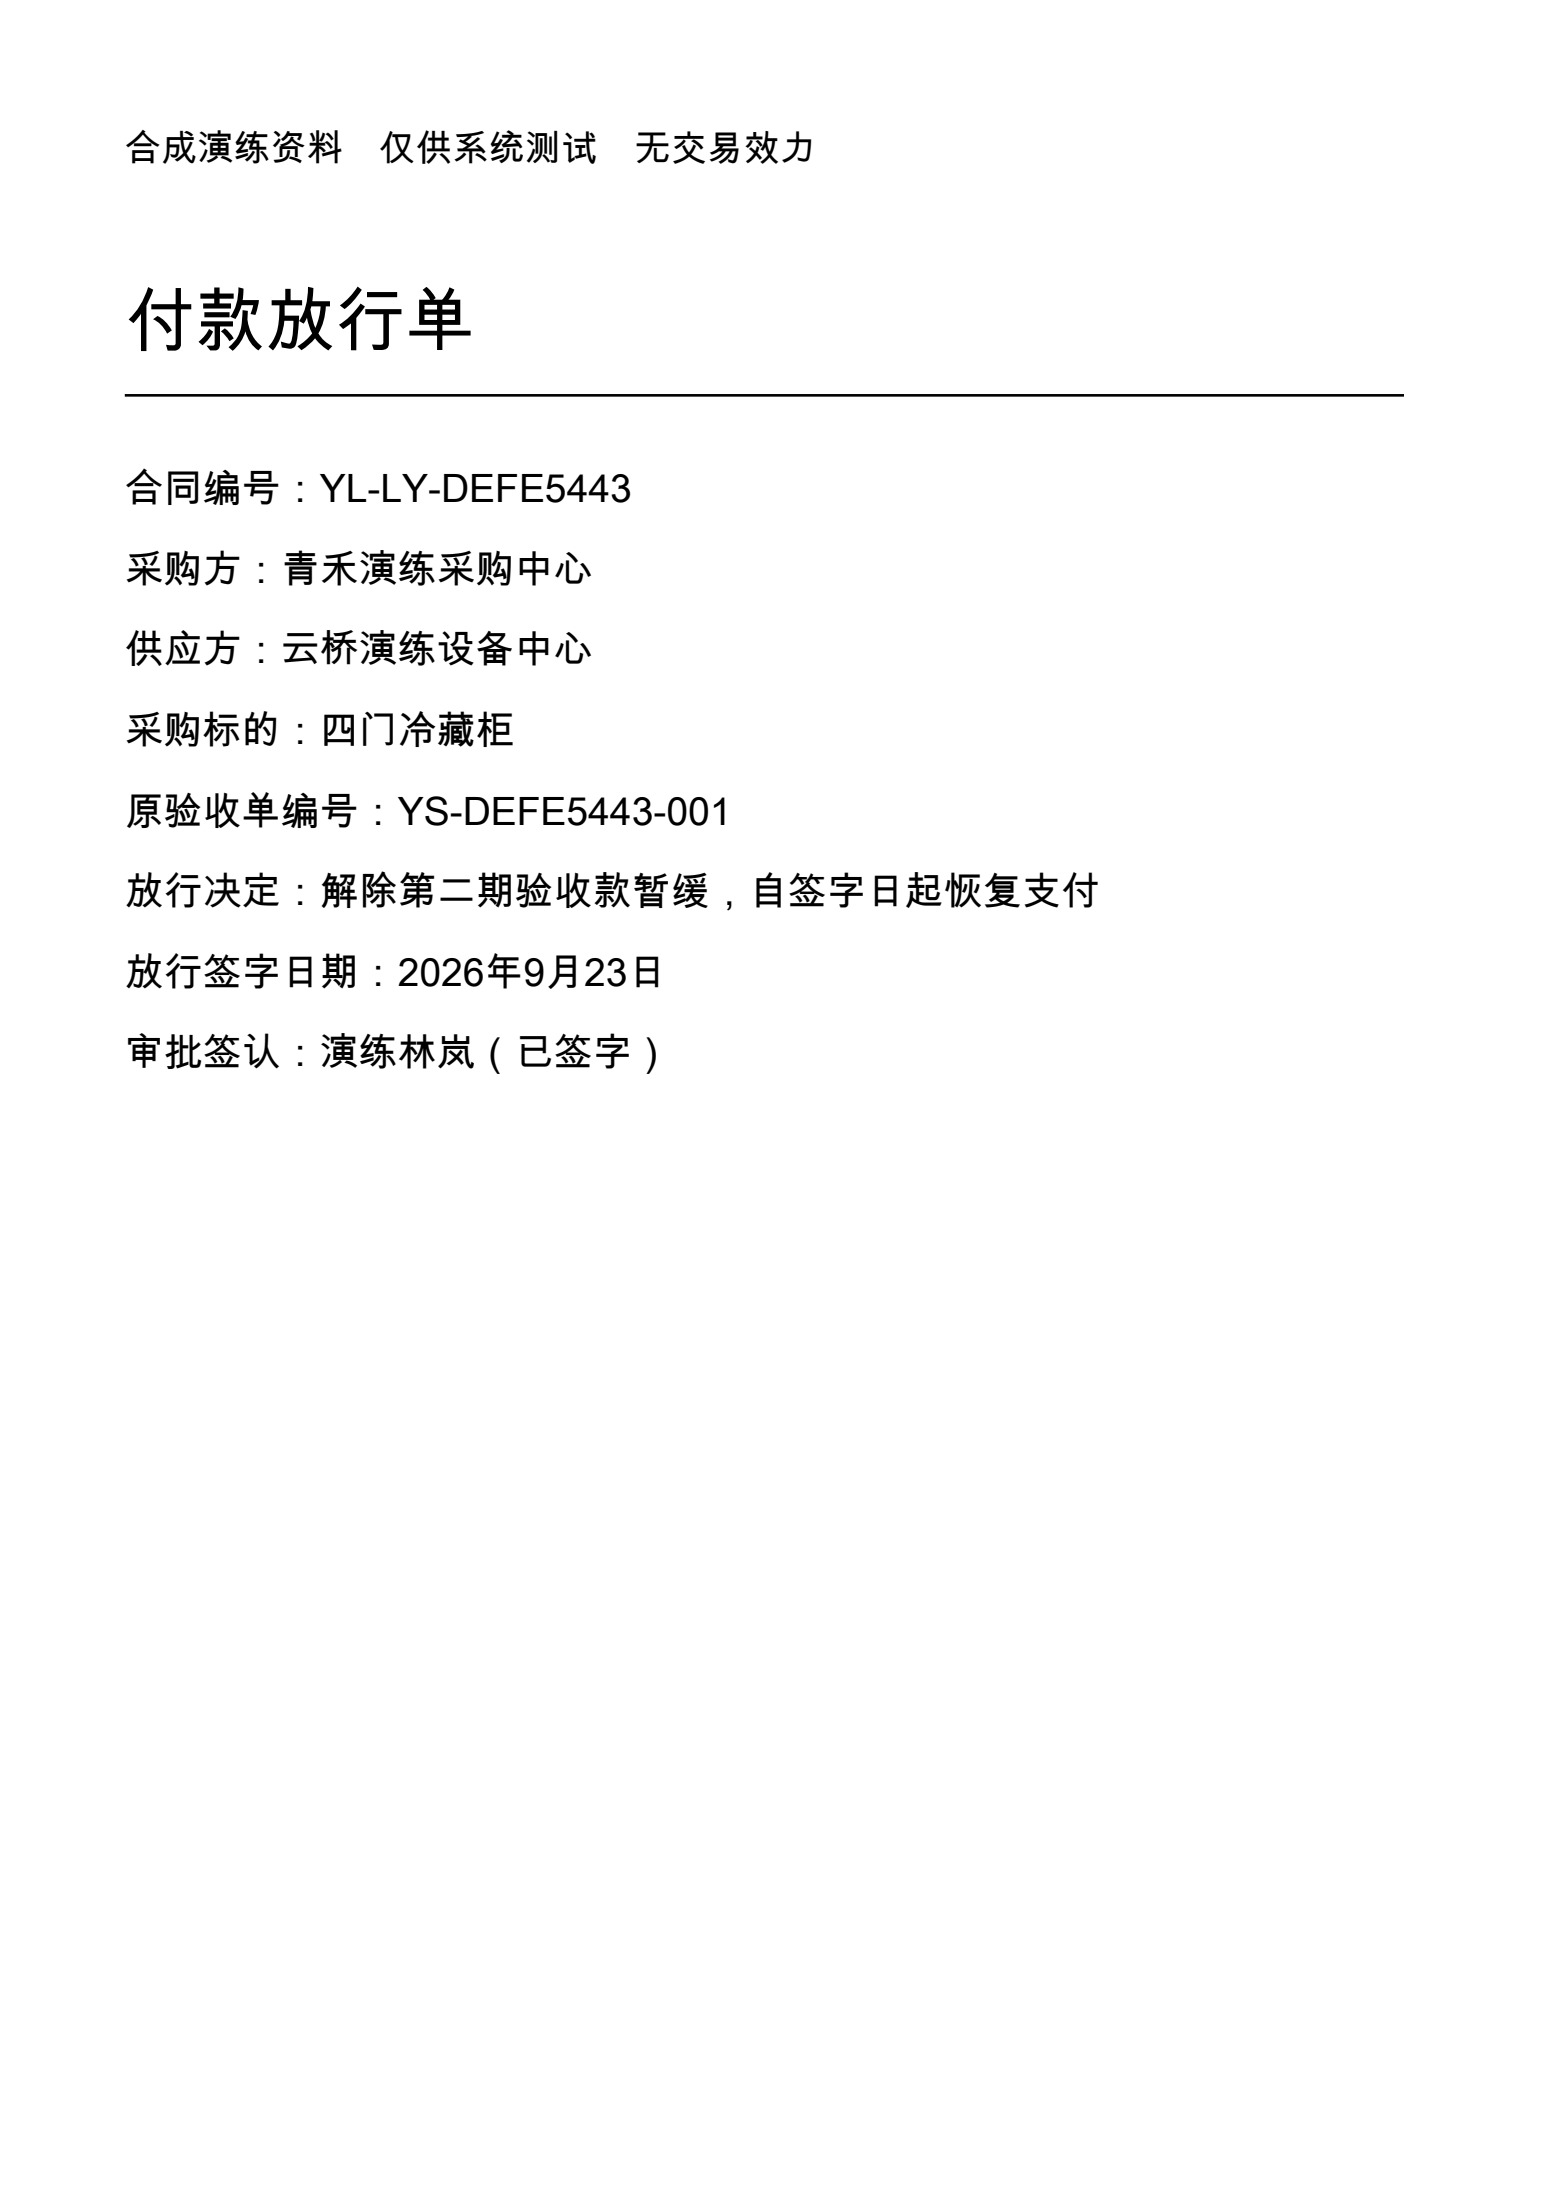 合成演练资料　仅供系统测试　无交易效力
付款放行单
合同编号：YL-LY-DEFE5443
采购方：青禾演练采购中心
供应方：云桥演练设备中心
采购标的：四门冷藏柜
原验收单编号：YS-DEFE5443-001
放行决定：解除第二期验收款暂缓，自签字日起恢复支付
放行签字日期：2026年9月23日
审批签认：演练林岚（已签字）